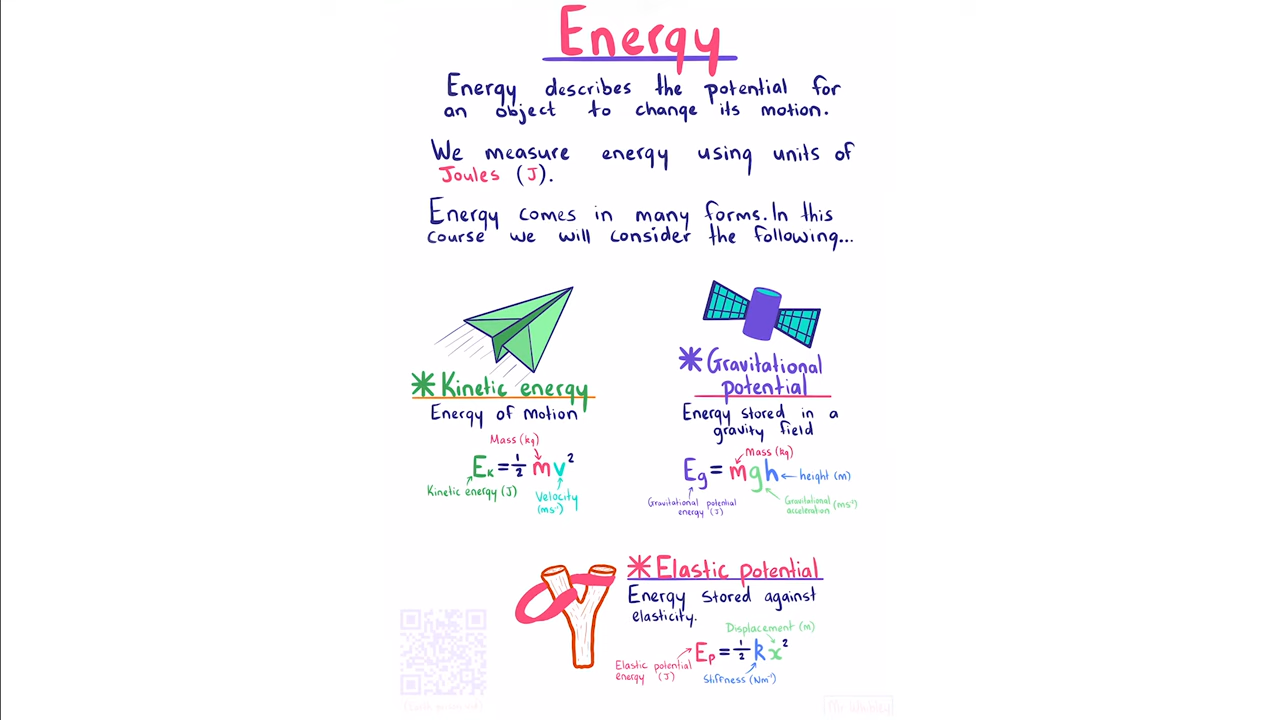 Energy
Energy describes the potential for
an object to change its motion.
We measure energy using units of
Joules (J).
Energy comes in many forms. In this
course we will consider the following...
*Kinetic energy
Energy of Motion
Mass (kg)
Eₖ = ½ mv²
Kinetic energy (J)
Velocity
(ms⁻¹)
*Gravitational
potential
Energy stored in a
gravity field
Mass (kg)
E₉ = mgh
height (m)
Gravitational potential
energy (J)
Gravitational
acceleration (ms⁻²)
*Elastic potential
Energy stored against
elasticity.
Displacement (m)
Eₚ = ½ kx²
Elastic potential
energy (J)
Stiffness (Nm⁻¹)